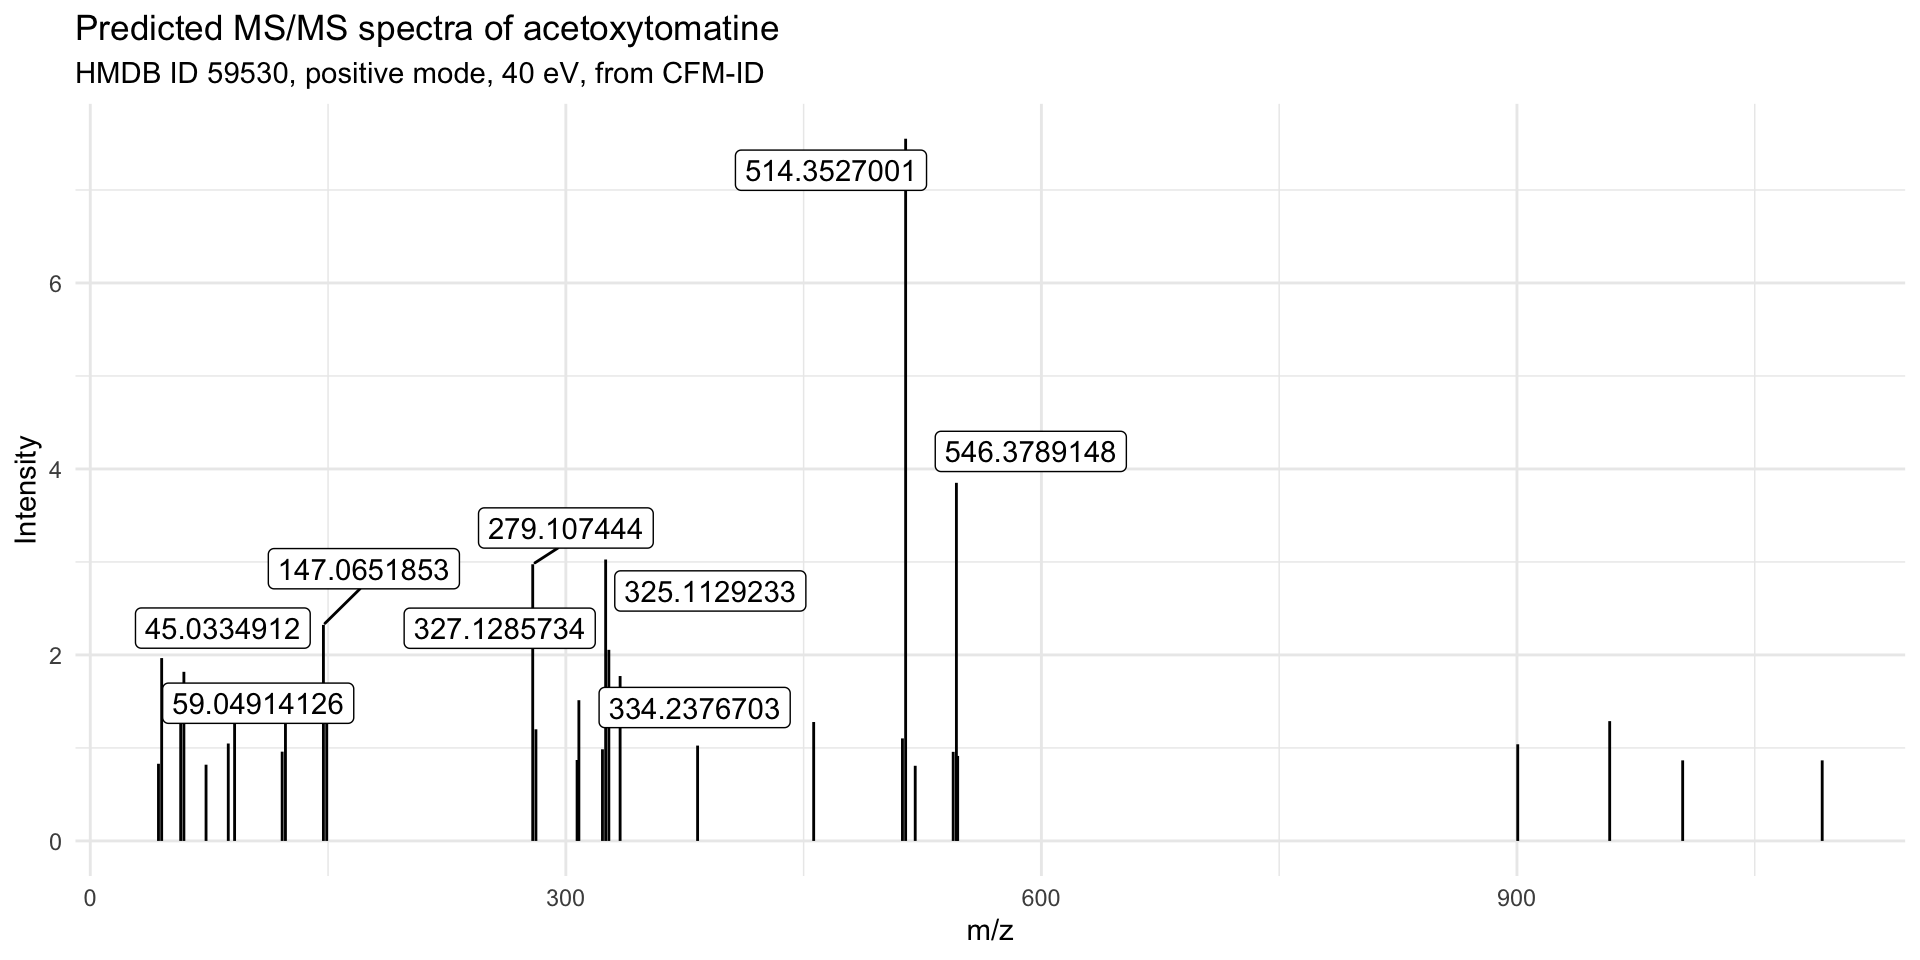 Predicted MS/MS spectra of acetoxytomatine
HMDB ID 59530, positive mode, 40 eV, from CFM-ID
514.3527001
6
546.3789148
4
Intensity
279.107444
147.0651853
325.1129233
45.0334912
327.1285734
2
59.04914126
334.2376703
0
0 300 600 900
m/z